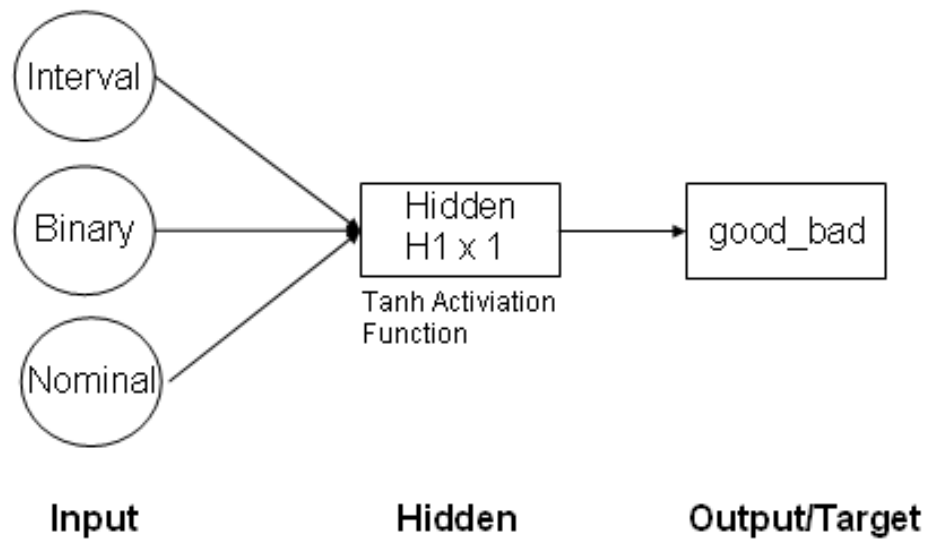 Interval
Binary
Nominal
Hidden
H1 x 1
Tanh Activiation
Function
good_bad
Input
Hidden
Output/Target